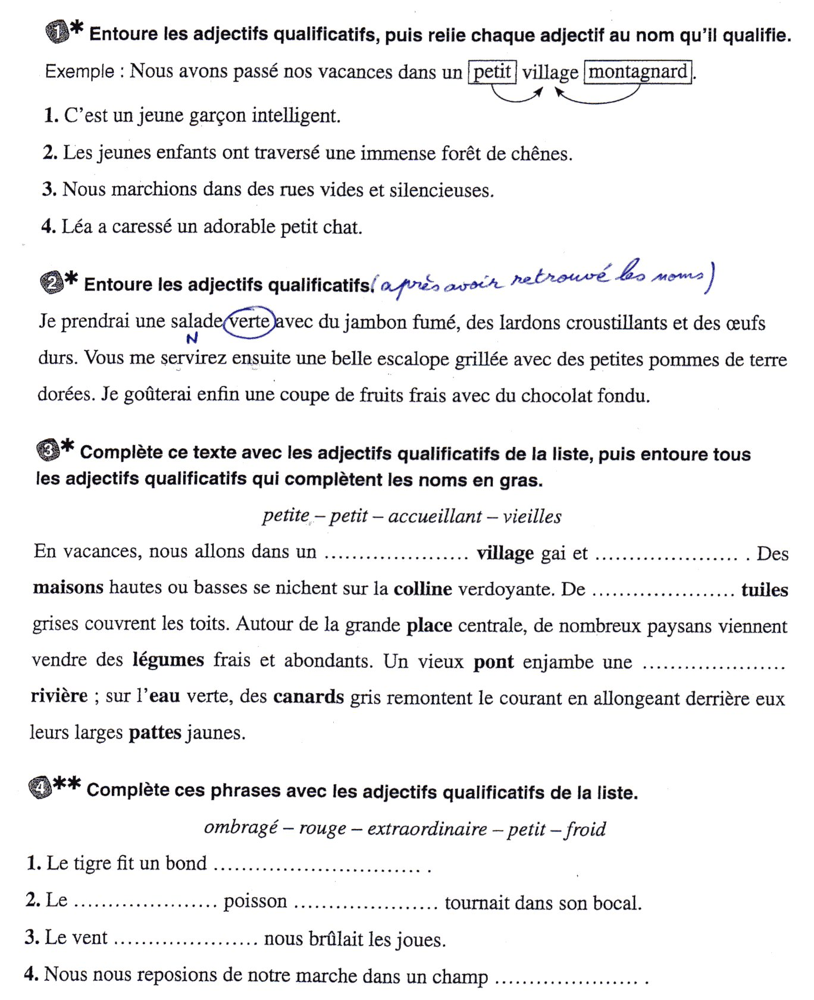 1* Entoure les adjectifs qualificatifs, puis relie chaque adjectif au nom qu'il qualifie.
Exemple : Nous avons passé nos vacances dans un petit village montagnard.
1. C'est un jeune garçon intelligent.
2. Les jeunes enfants ont traversé une immense forêt de chênes.
3. Nous marchions dans des rues vides et silencieuses.
4. Léa a caressé un adorable petit chat.
2* Entoure les adjectifs qualificatifs. (après avoir retrouvé les noms)
Je prendrai une salade verte avec du jambon fumé, des lardons croustillants et des œufs
N
durs. Vous me servirez ensuite une belle escalope grillée avec des petites pommes de terre
dorées. Je goûterai enfin une coupe de fruits frais avec du chocolat fondu.
3* Complète ce texte avec les adjectifs qualificatifs de la liste, puis entoure tous
les adjectifs qualificatifs qui complètent les noms en gras.
petite – petit – accueillant – vieilles
En vacances, nous allons dans un ..................... village gai et ..................... . Des
maisons hautes ou basses se nichent sur la colline verdoyante. De ..................... tuiles
grises couvrent les toits. Autour de la grande place centrale, de nombreux paysans viennent
vendre des légumes frais et abondants. Un vieux pont enjambe une .....................
rivière ; sur l'eau verte, des canards gris remontent le courant en allongeant derrière eux
leurs larges pattes jaunes.
4** Complète ces phrases avec les adjectifs qualificatifs de la liste.
ombragé – rouge – extraordinaire – petit – froid
1. Le tigre fit un bond .............................. .
2. Le ..................... poisson ..................... tournait dans son bocal.
3. Le vent ..................... nous brûlait les joues.
4. Nous nous reposions de notre marche dans un champ ..................... .